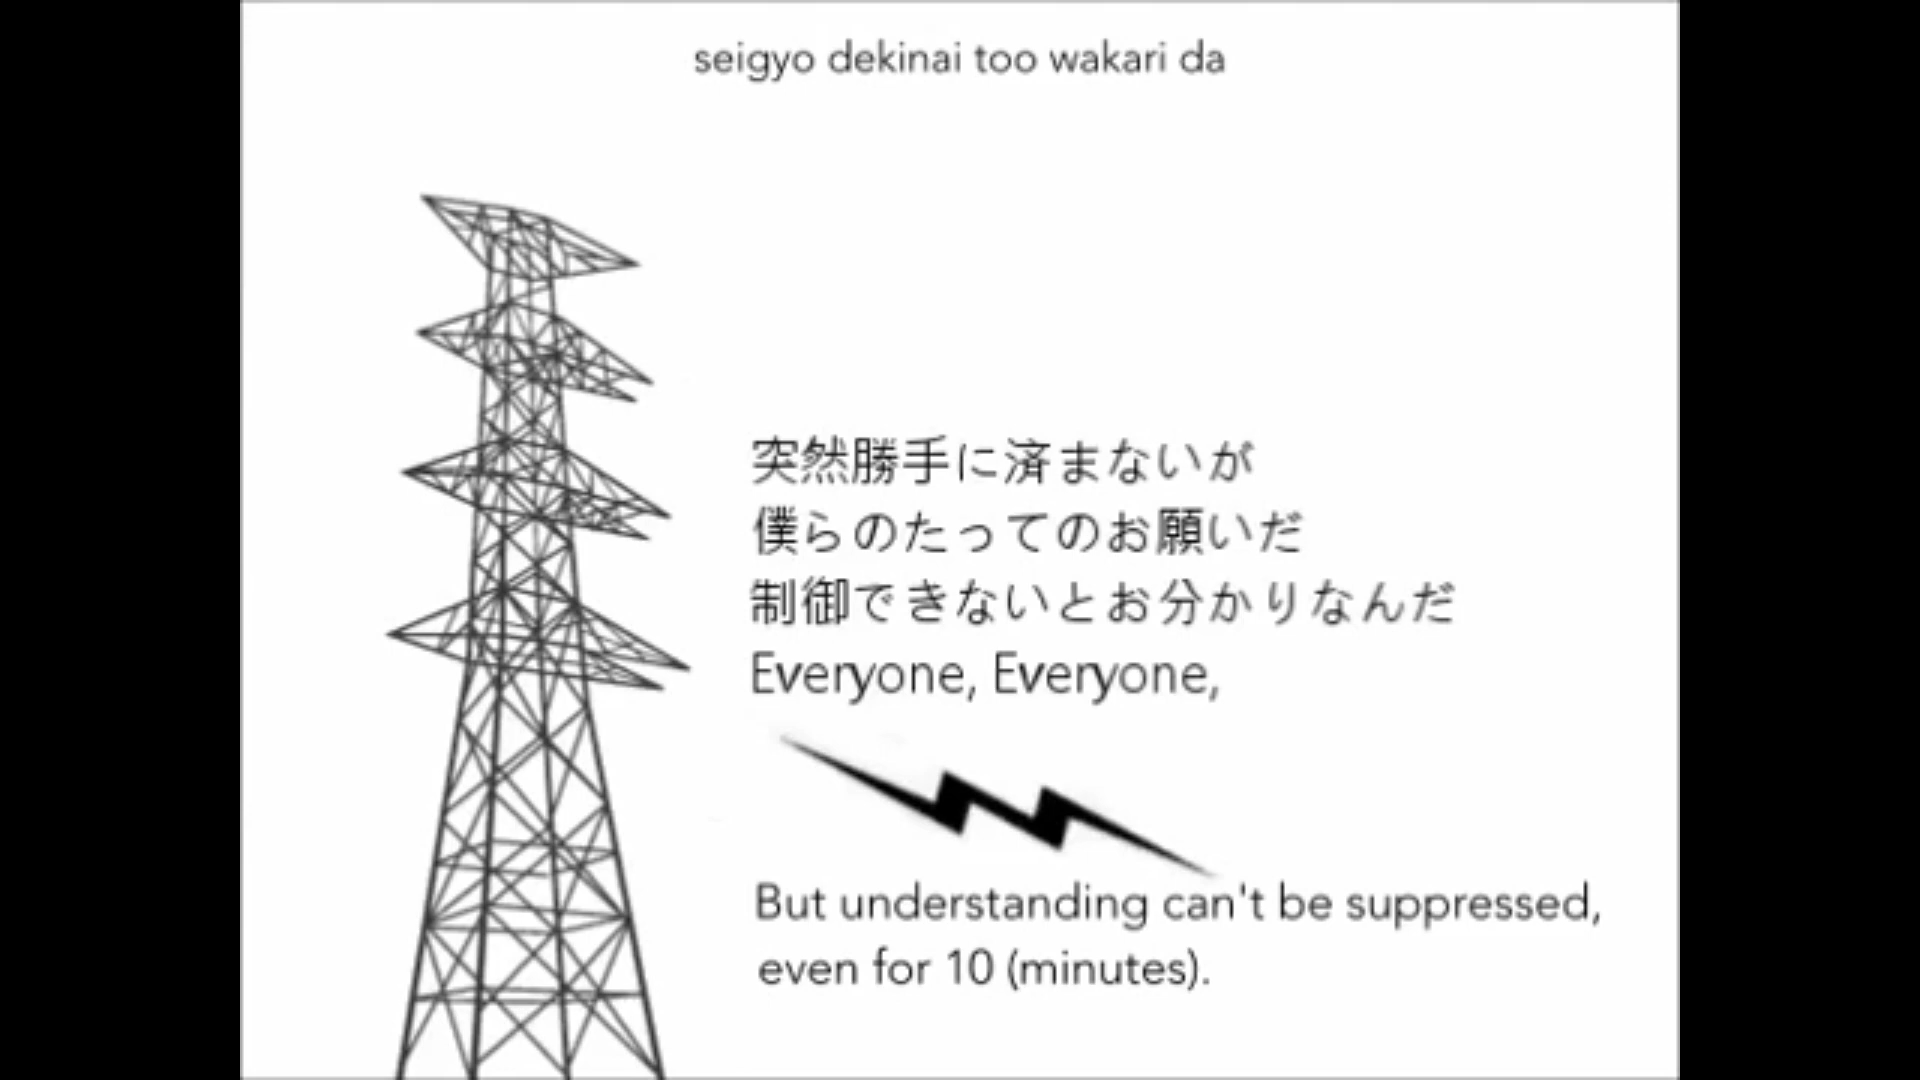 seigyo dekinai too wakari da
突然勝手に済まないが
僕らのたってのお願いだ
制御できないとお分かりなんだ
Everyone, Everyone,
But understanding can't be suppressed,
even for 10 (minutes).